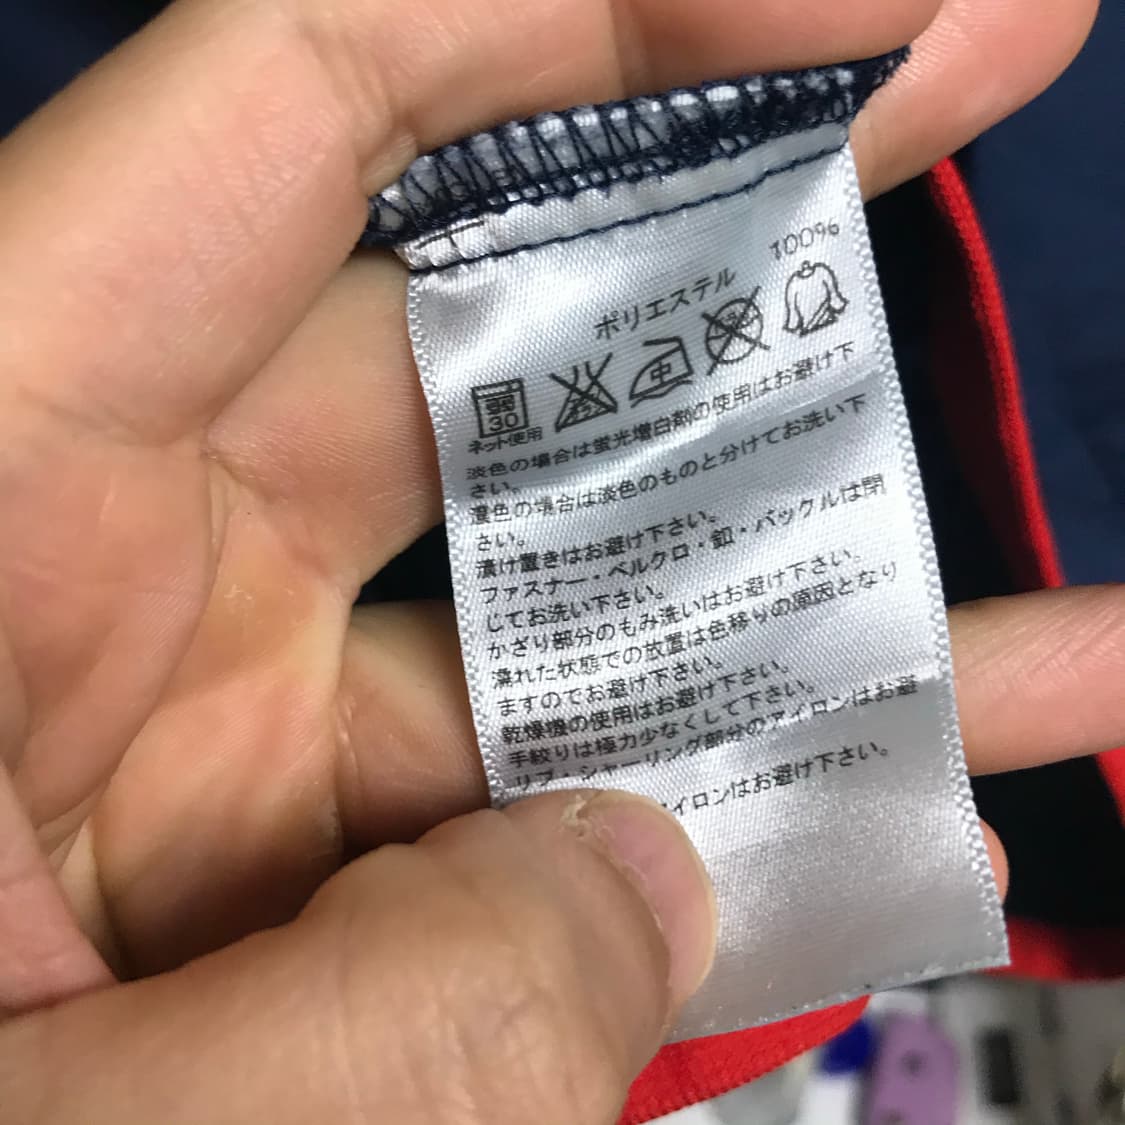 ポリエステル 100%
弱 30 中
ネット使用
淡色の場合は蛍光増白剤の使用はお避け下
さい。
濃色の場合は淡色のものと分けてお洗い下
さい。
漬け置きはお避け下さい。
ファスナー・ベルクロ・釦・バックルは閉
じてお洗い下さい。
かざり部分のもみ洗いはお避け下さい。
濡れた状態での放置は色移りの原因となり
ますのでお避け下さい。
乾燥機の使用はお避け下さい。
手絞りは極力少なくして下さい。
リブ・シャーリング部分のアイロンはお避
イロンはお避け下さい。